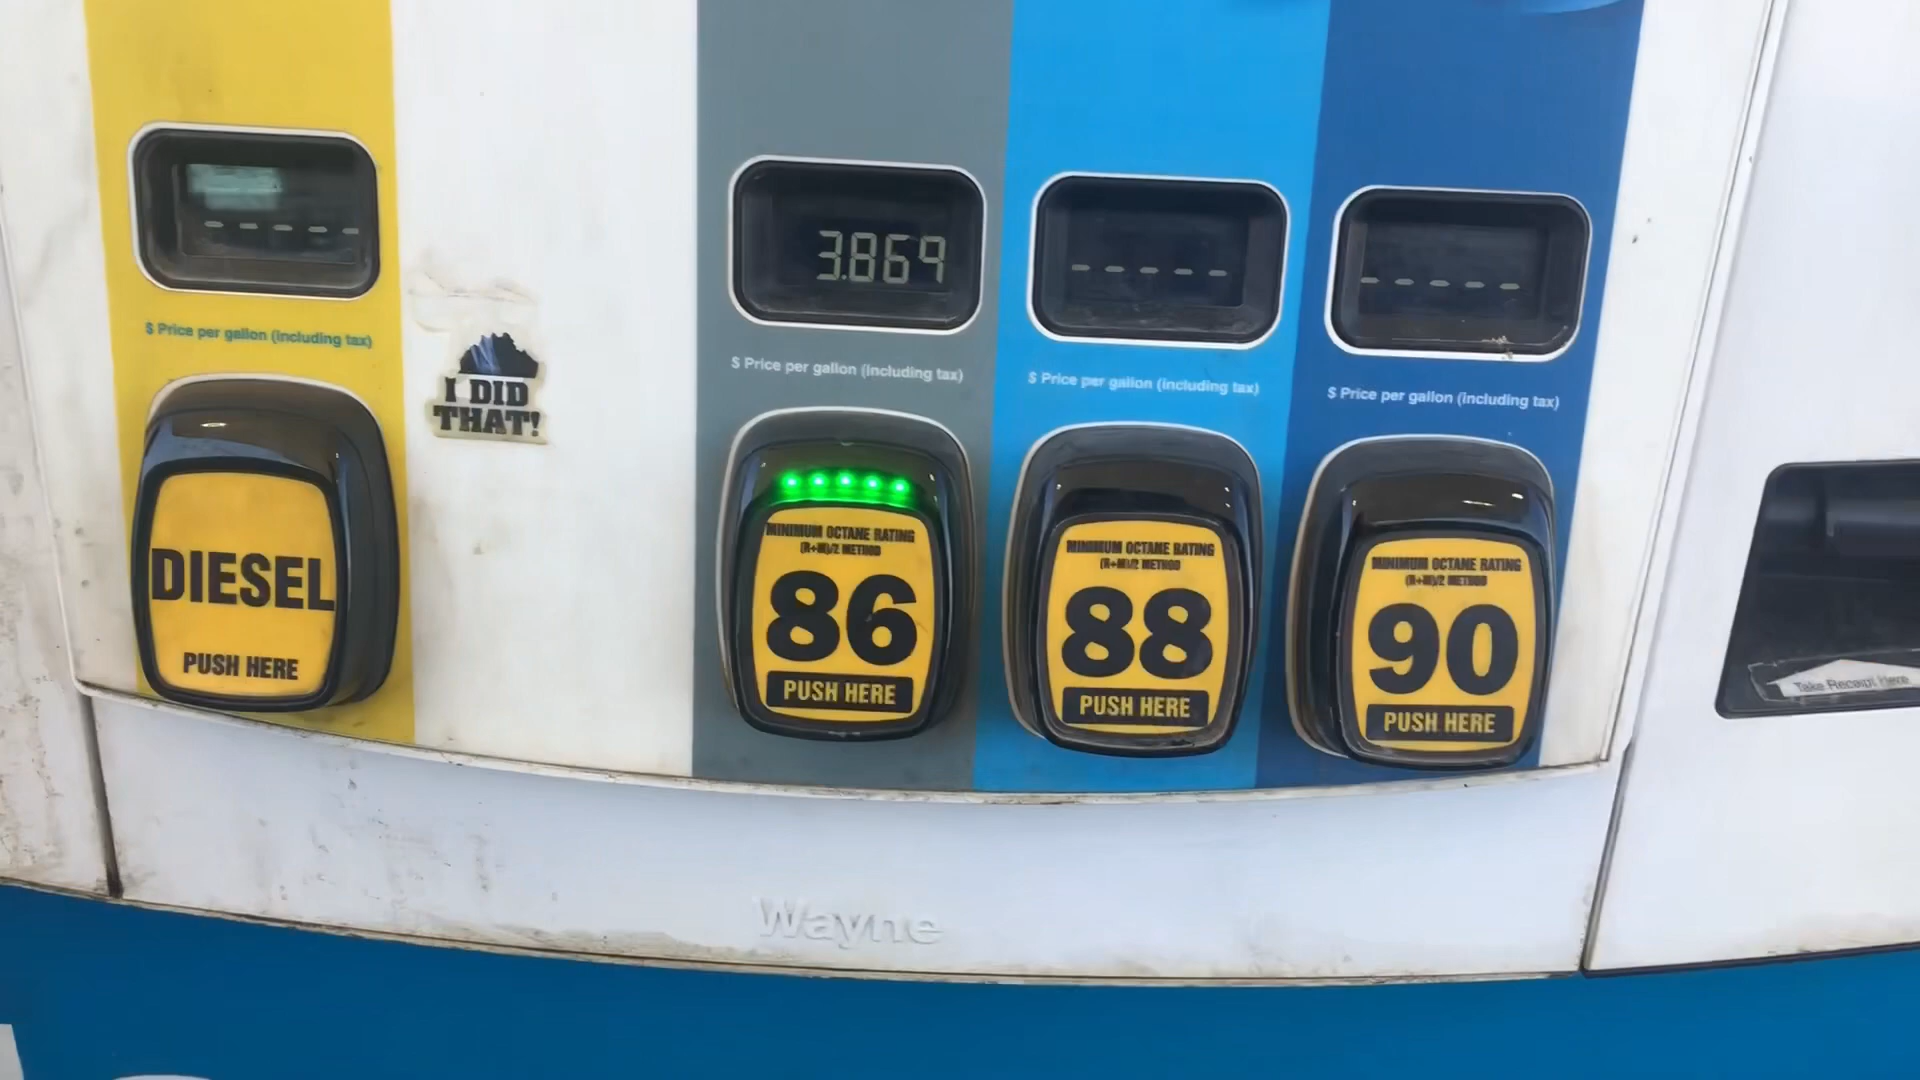 - - - - -
$ Price per gallon (including tax)
DIESEL
PUSH HERE
I DID
THAT!
3.869
$ Price per gallon (including tax)
MINIMUM OCTANE RATING
(R+M)/2 METHOD
86
PUSH HERE
- - - - -
$ Price per gallon (including tax)
MINIMUM OCTANE RATING
(R+M)/2 METHOD
88
PUSH HERE
- - - - -
$ Price per gallon (including tax)
MINIMUM OCTANE RATING
(R+M)/2 METHOD
90
PUSH HERE
Take Receipt Here
Wayne